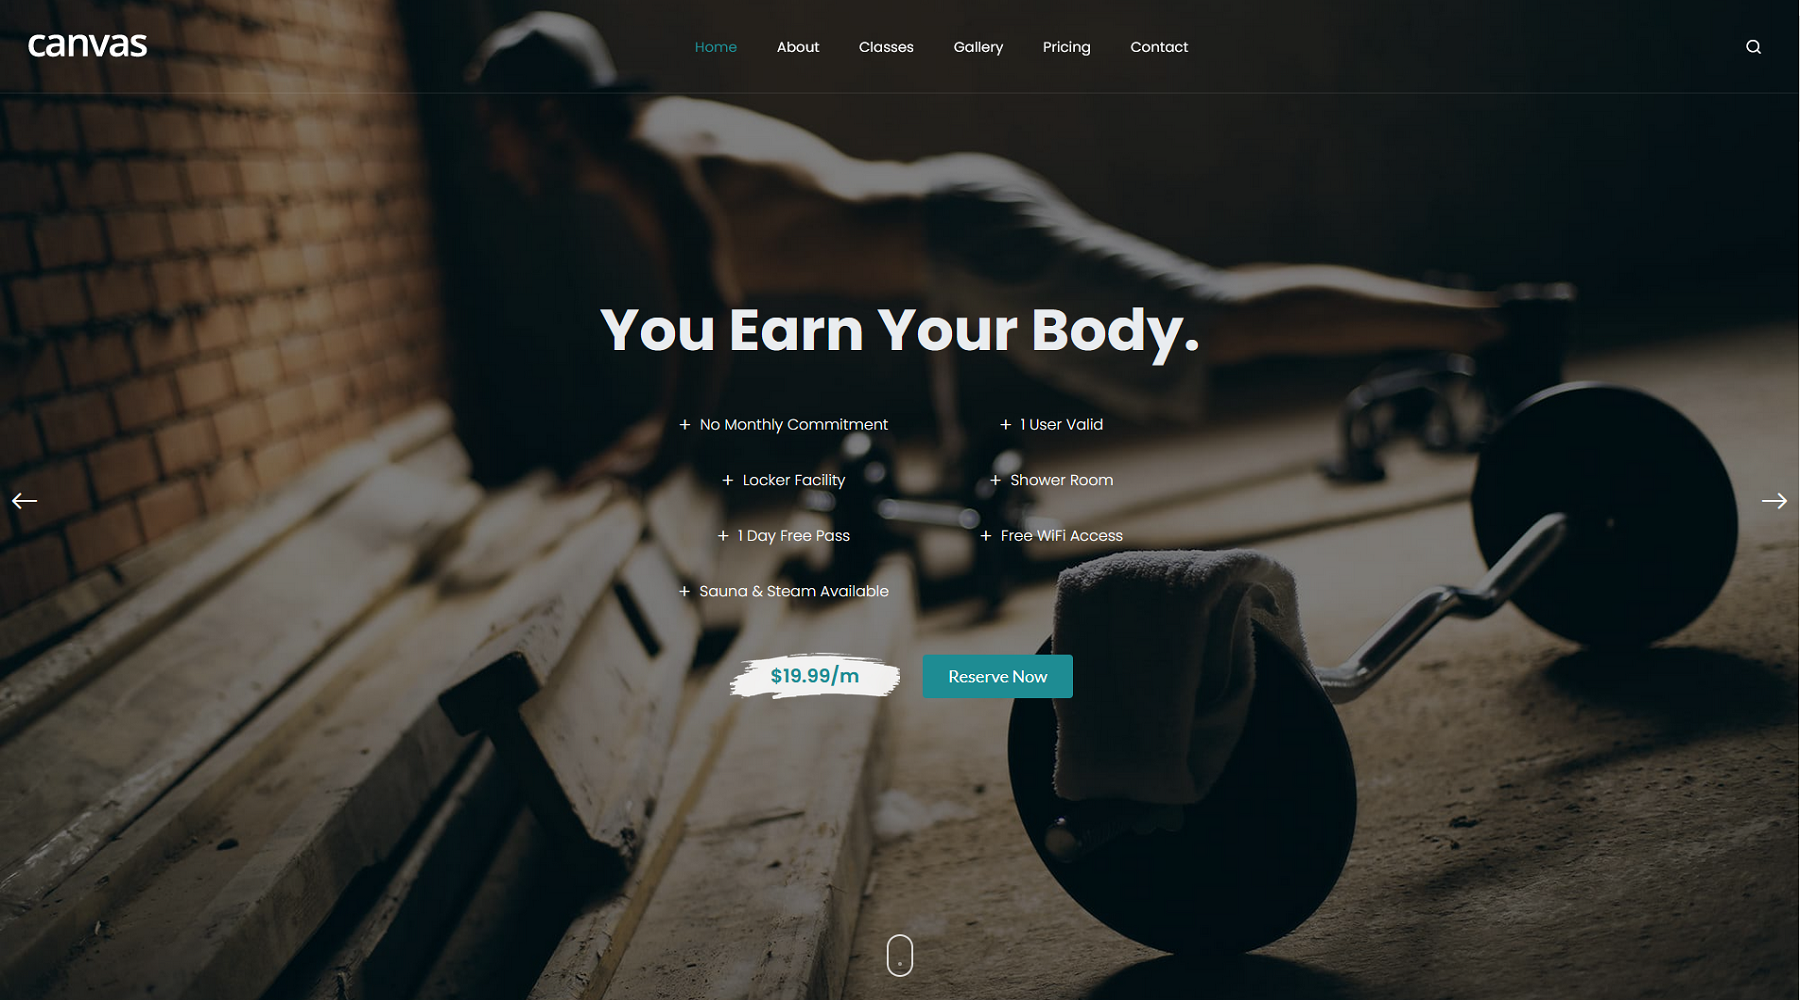 canvas
Home About Classes Gallery Pricing Contact
You Earn Your Body.
+ No Monthly Commitment + 1 User Valid
+ Locker Facility + Shower Room
+ 1 Day Free Pass + Free WiFi Access
+ Sauna & Steam Available
$19.99/m Reserve Now